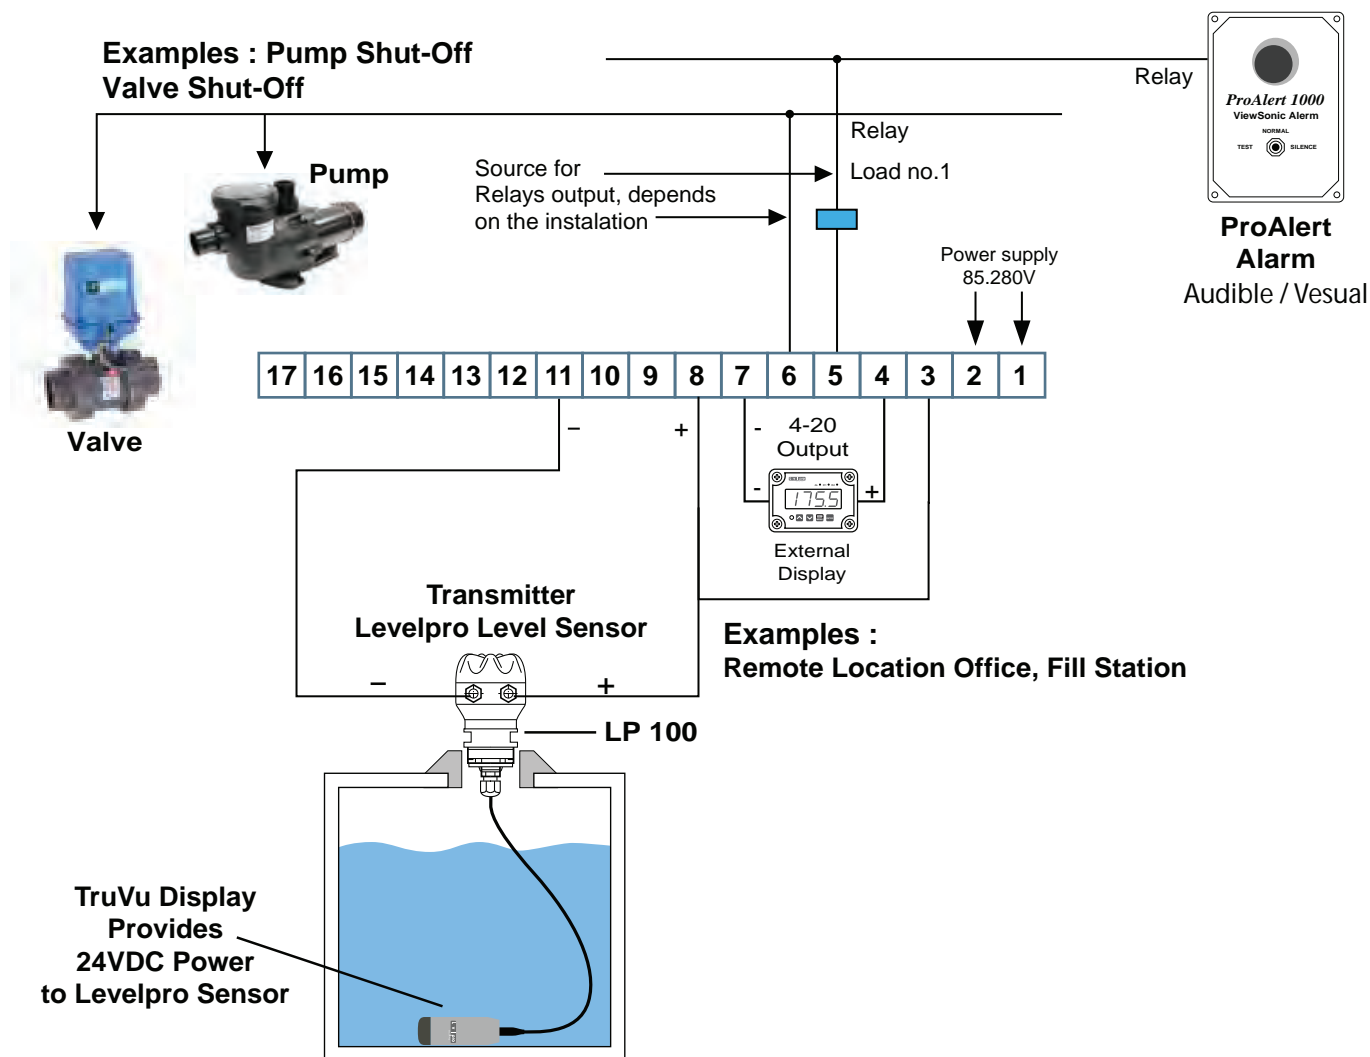 Examples : Pump Shut-Off
Valve Shut-Off
Relay
ProAlert 1000
ViewSonic Alerm
NORMAL
TEST
SILENCE
ProAlert
Alarm
Audible / Vesual
Relay
Load no.1
Source for
Relays output, depends
on the instalation
Pump
Valve
Power supply
85.280V
17 16 15 14 13 12 11 10 9 8 7 6 5 4 3 2 1
−
+
-
4-20
Output
-
+
175.5
External
Display
Transmitter
Levelpro Level Sensor
−
+
LP 100
Examples :
Remote Location Office, Fill Station
TruVu Display
Provides
24VDC Power
to Levelpro Sensor